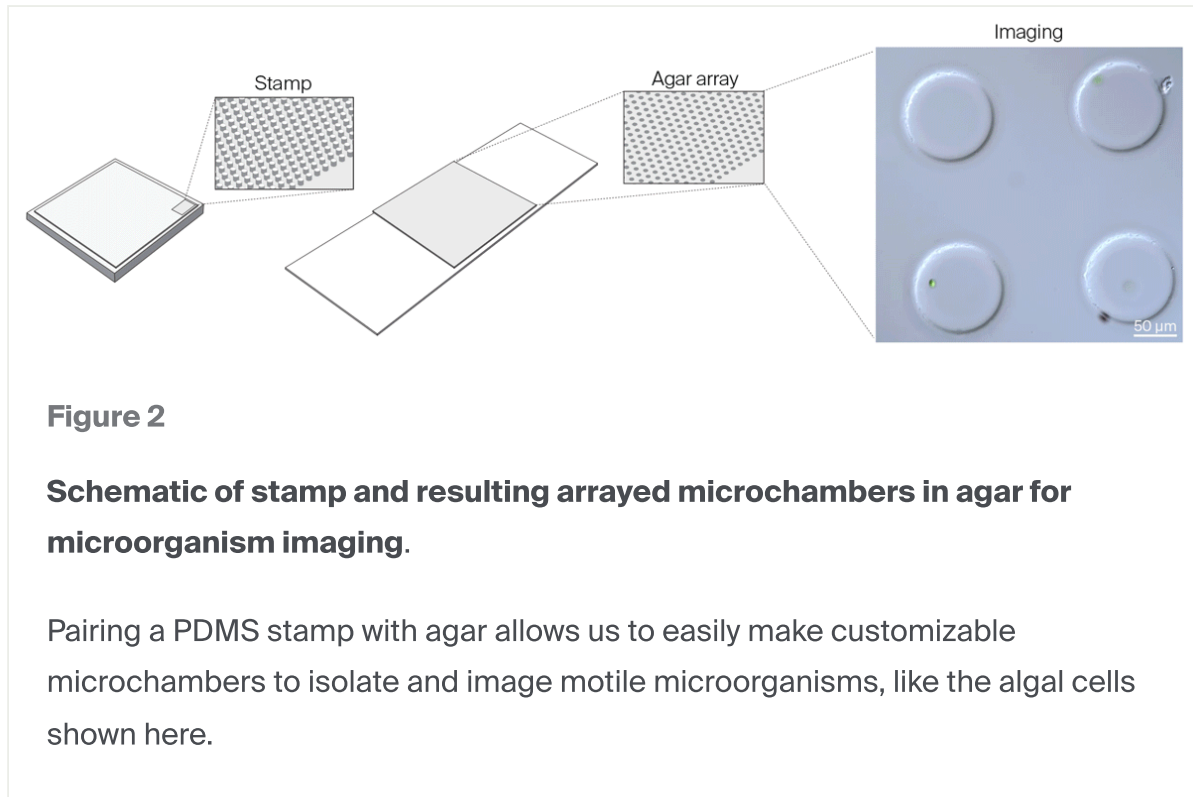 Imaging
Stamp
Agar array
50 µm
Figure 2
Schematic of stamp and resulting arrayed microchambers in agar for
microorganism imaging.
Pairing a PDMS stamp with agar allows us to easily make customizable
microchambers to isolate and image motile microorganisms, like the algal cells
shown here.